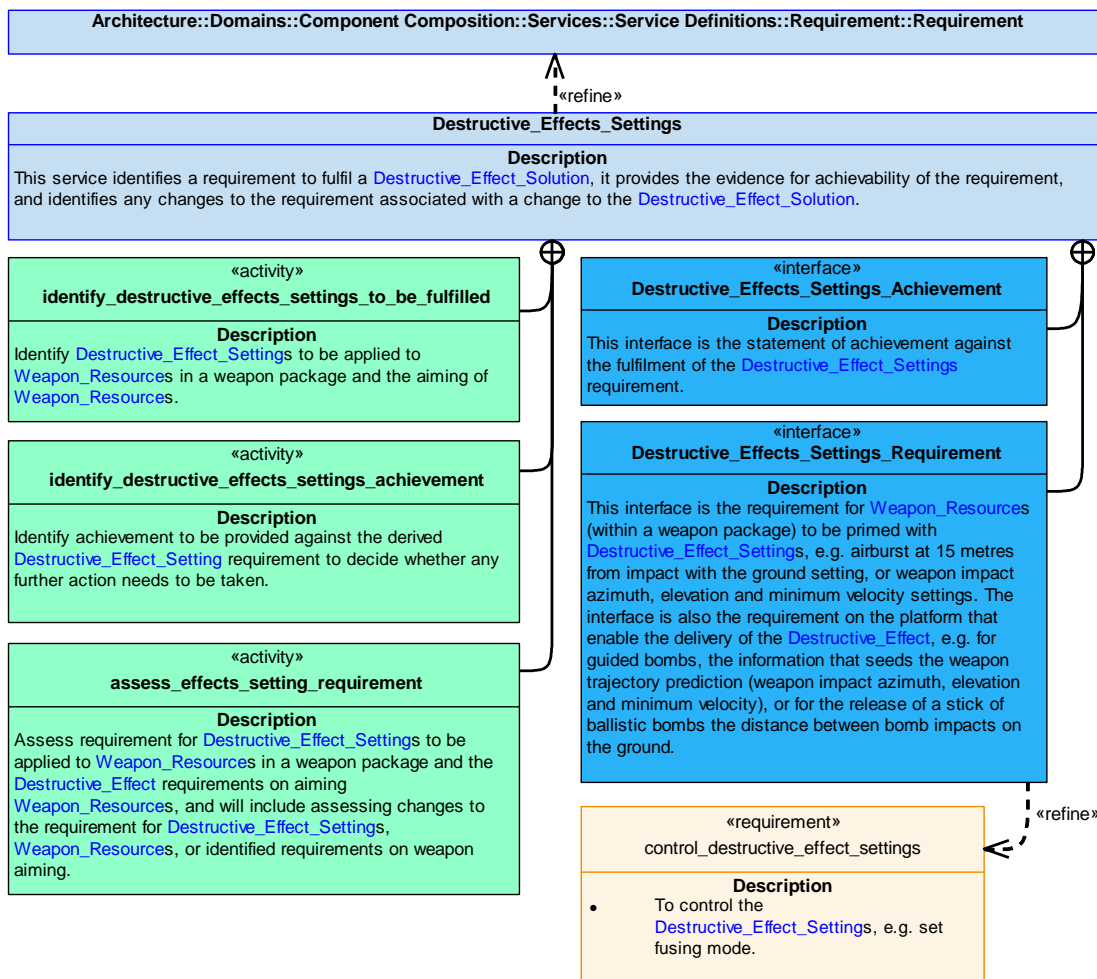 Architecture::Domains::Component Composition::Services::Service Definitions::Requirement::Requirement
«refine»
Destructive_Effects_Settings
Description
This service identifies a requirement to fulfil a Destructive_Effect_Solution, it provides the evidence for achievability of the requirement,
and identifies any changes to the requirement associated with a change to the Destructive_Effect_Solution.
«activity»
identify_destructive_effects_settings_to_be_fulfilled
Description
Identify Destructive_Effect_Settings to be applied to
Weapon_Resources in a weapon package and the aiming of
Weapon_Resources.
«activity»
identify_destructive_effects_settings_achievement
Description
Identify achievement to be provided against the derived
Destructive_Effect_Setting requirement to decide whether any
further action needs to be taken.
«activity»
assess_effects_setting_requirement
Description
Assess requirement for Destructive_Effect_Settings to be
applied to Weapon_Resources in a weapon package and the
Destructive_Effect requirements on aiming
Weapon_Resources, and will include assessing changes to
the requirement for Destructive_Effect_Settings,
Weapon_Resources, or identified requirements on weapon
aiming.
«interface»
Destructive_Effects_Settings_Achievement
Description
This interface is the statement of achievement against
the fulfilment of the Destructive_Effect_Settings
requirement.
«interface»
Destructive_Effects_Settings_Requirement
Description
This interface is the requirement for Weapon_Resources
(within a weapon package) to be primed with
Destructive_Effect_Settings, e.g. airburst at 15 metres
from impact with the ground setting, or weapon impact
azimuth, elevation and minimum velocity settings. The
interface is also the requirement on the platform that
enable the delivery of the Destructive_Effect, e.g. for
guided bombs, the information that seeds the weapon
trajectory prediction (weapon impact azimuth, elevation
and minimum velocity), or for the release of a stick of
ballistic bombs the distance between bomb impacts on
the ground.
«refine»
«requirement»
control_destructive_effect_settings
Description
• To control the
Destructive_Effect_Settings, e.g. set
fusing mode.